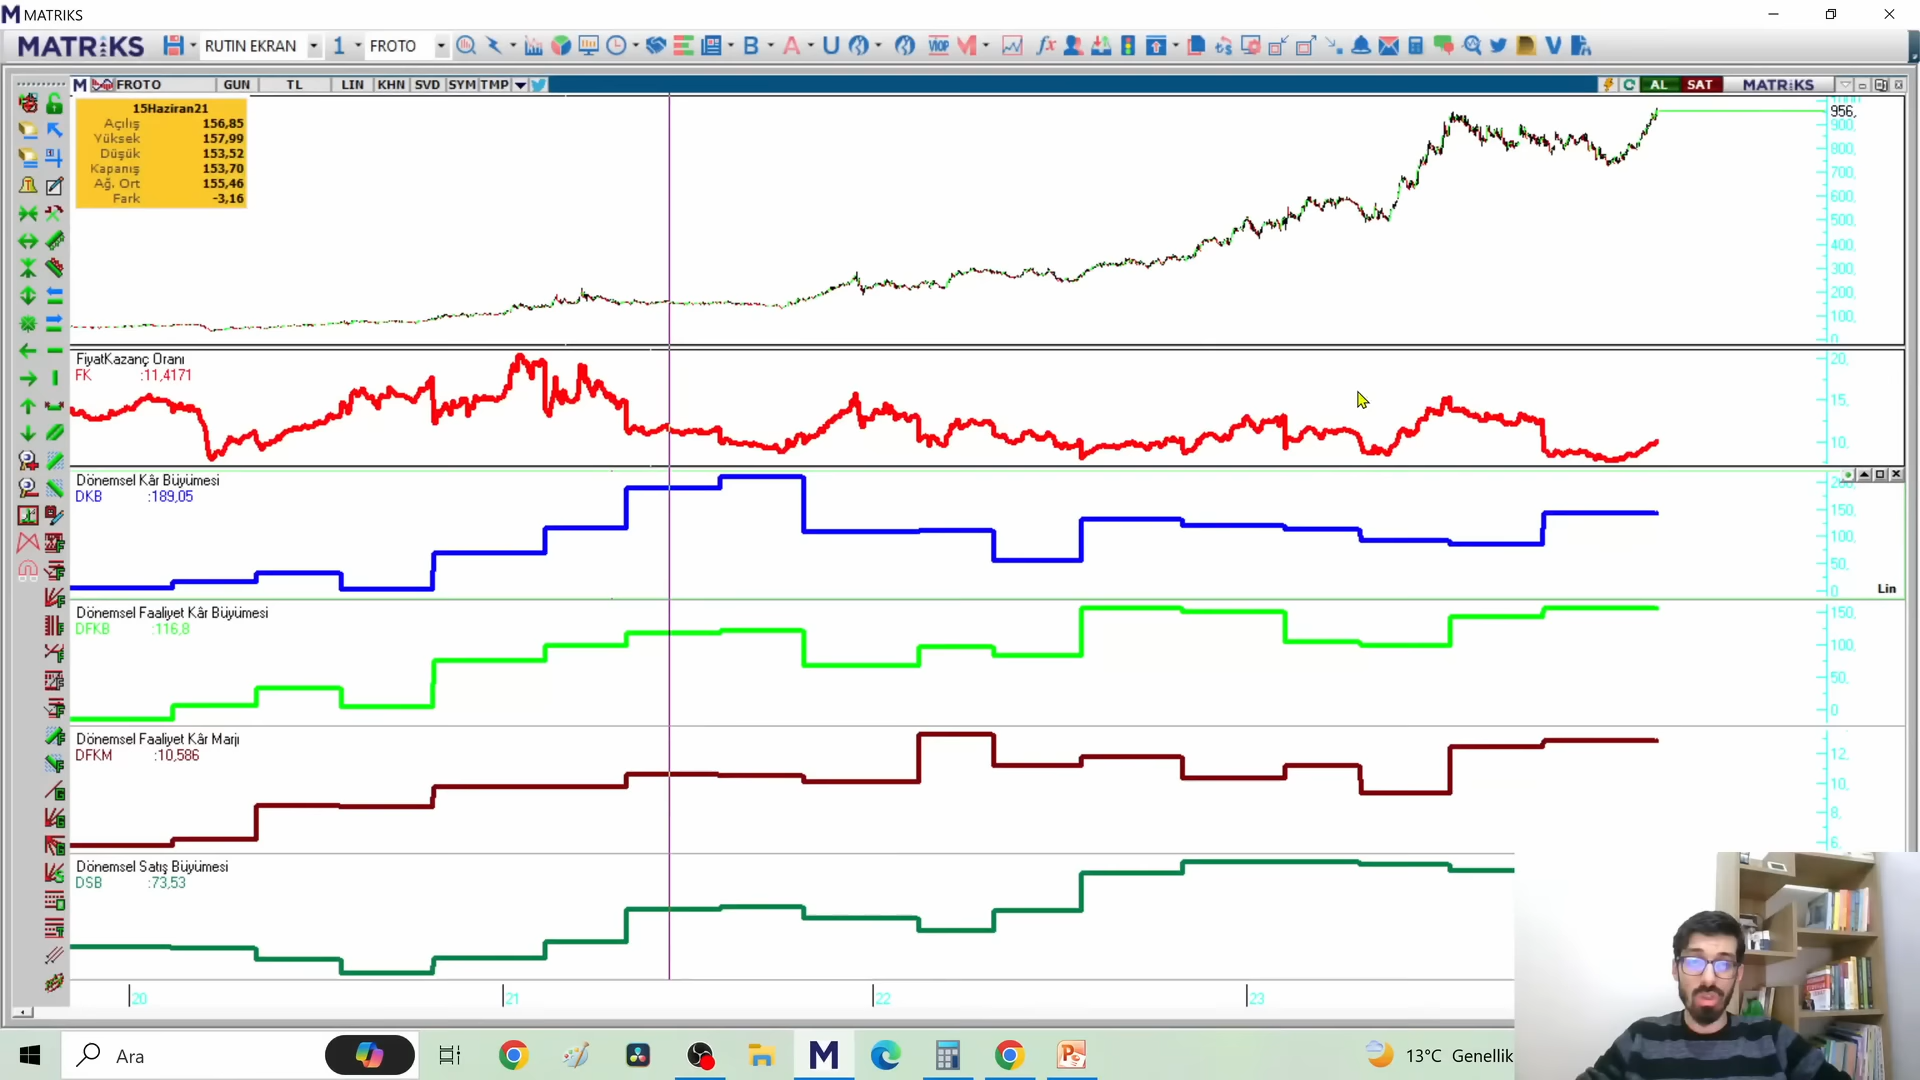 MATRIKS
MATRiKS RUTIN EKRAN 1 FROTO B A U VIOP M fx V
M FROTO GUN TL LIN KHN SVD SYM TMP AL SAT MATRiKS
15Haziran21
Açılış 156,85
Yüksek 157,99
Düşük 153,52
Kapanış 153,70
Ağ. Ort 155,46
Fark -3,16
956,
900,
800,
700,
600,
500,
400,
300,
200,
100,
0
FiyatKazanç Oranı
FK :11,4171
20,
15,
10,
Dönemsel Kâr Büyümesi
DKB :189,05
200,
150,
100,
50,
0
Lin
Dönemsel Faaliyet Kâr Büyümesi
DFKB :116,8
150,
100,
50,
0
Dönemsel Faaliyet Kâr Marjı
DFKM :10,586
12,
10,
8,
6,
Dönemsel Satış Büyümesi
DSB :73,53
20 21 22 23
Ara
13°C Genellik